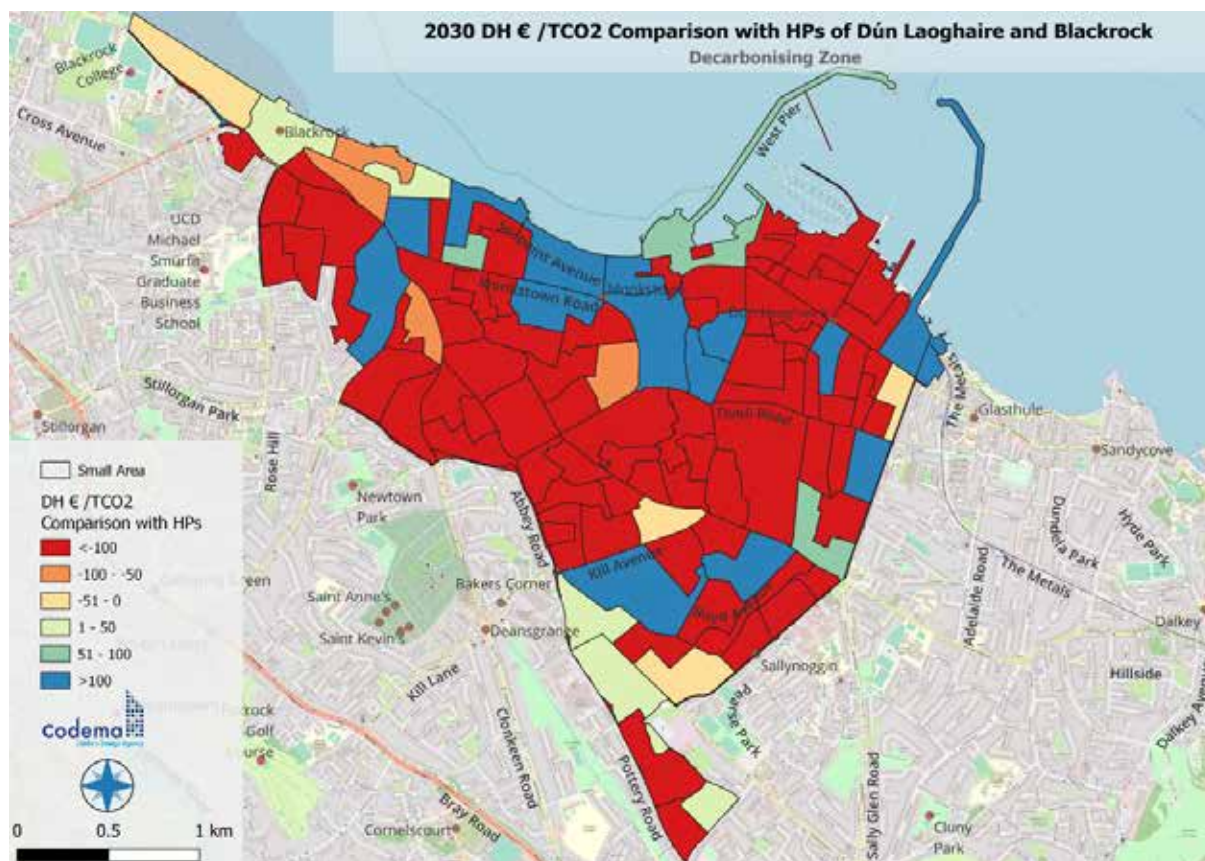 2030 DH € /TCO2 Comparison with HPs of Dún Laoghaire and Blackrock
Decarbonising Zone
Blackrock
College
Cross Avenue
Blackrock
West Pier
UCD
Michael
Smurfit
Graduate
Business
School
Stillorgan Park
Stillorgan
Rose Hill
Newtown
Park
Abbey Road
Tivoli Road
The Metals
Glasthule
Sandycove
Bakers Corner
Kill Avenue
Saint Anne's
Saint Kevin's
Deansgrange
Kill Lane
Clonkeen Road
Sallynoggin
Pearse Park
Pottery Road
Bray Road
Cornelscourt
Adelaide Road
The Metals
Dundela Park
Hyde Park
Dalkey
Hillside
Dalkey Avenue
Sally Glen Road
Cluny
Park
Golf
Small Area
DH € /TCO2
Comparison with HPs
<-100
-100 - -50
-51 - 0
1 - 50
51 - 100
>100
codema
0 0.5 1 km